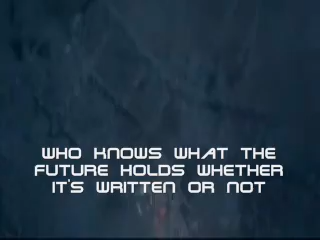 WHO KNOWS WHAT THE
FUTURE HOLDS WHETHER
IT'S WRITTEN OR NOT